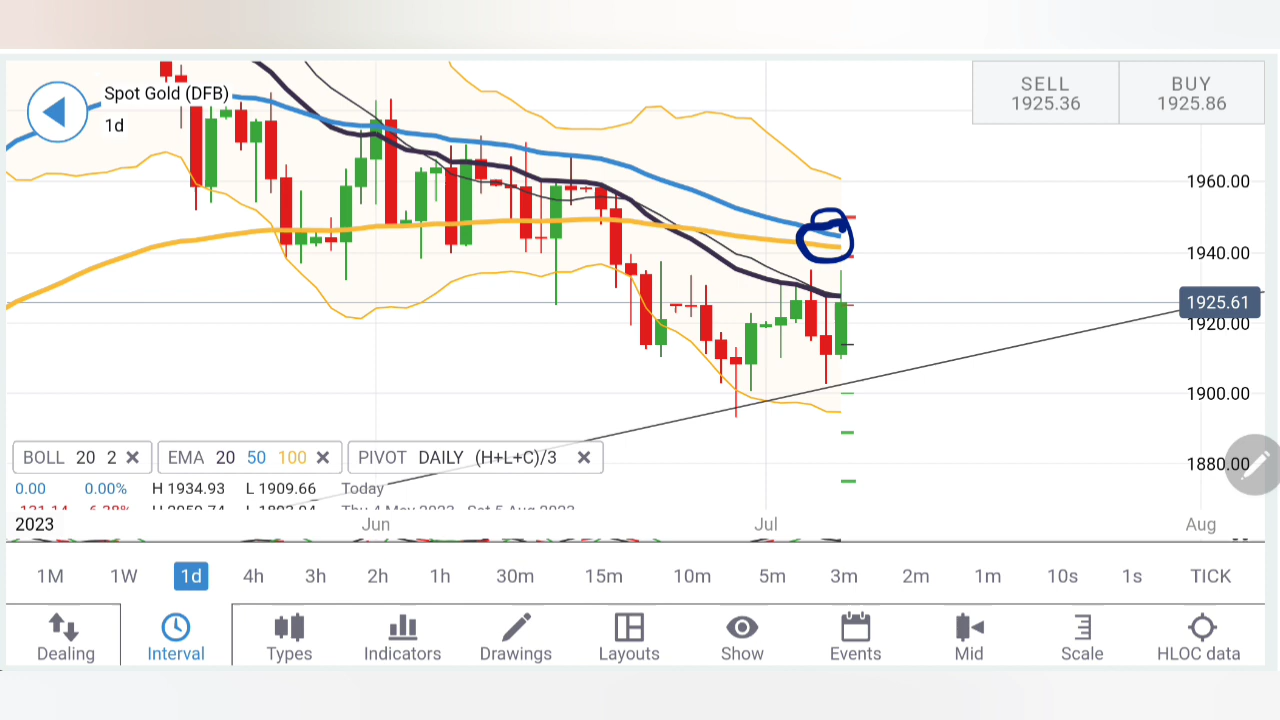 Spot Gold (DFB)
1d
SELL
1925.36
BUY
1925.86
1960.00
1940.00
1925.61
1920.00
1900.00
1880.00
BOLL 20 2 ✕ EMA 20 50 100 ✕ PIVOT DAILY (H+L+C)/3 ✕
0.00 0.00% H 1934.93 L 1909.66 Today
2023 Jun Jul Aug
1M 1W 1d 4h 3h 2h 1h 30m 15m 10m 5m 3m 2m 1m 10s 1s TICK
Dealing Interval Types Indicators Drawings Layouts Show Events Mid Scale HLOC data